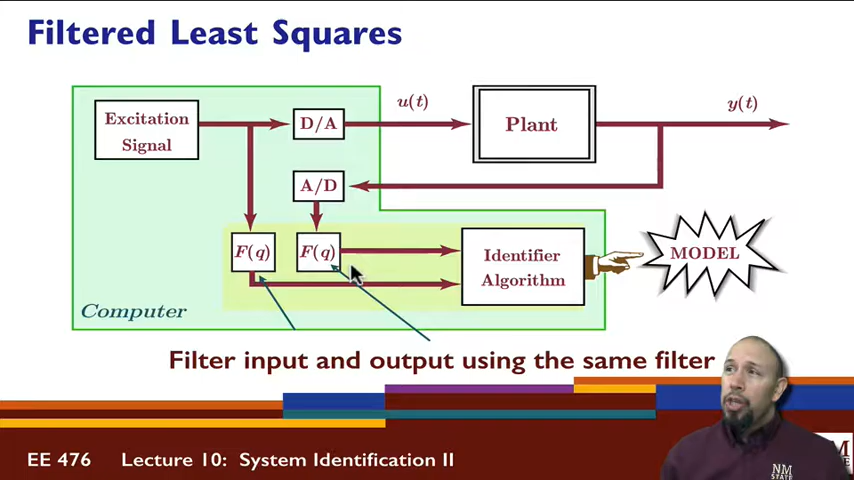 Filtered Least Squares
Excitation
Signal
D/A
u(t)
Plant
y(t)
A/D
F(q)
F(q)
Identifier
Algorithm
MODEL
Computer
Filter input and output using the same filter
EE 476 Lecture 10: System Identification II
NM
STATE